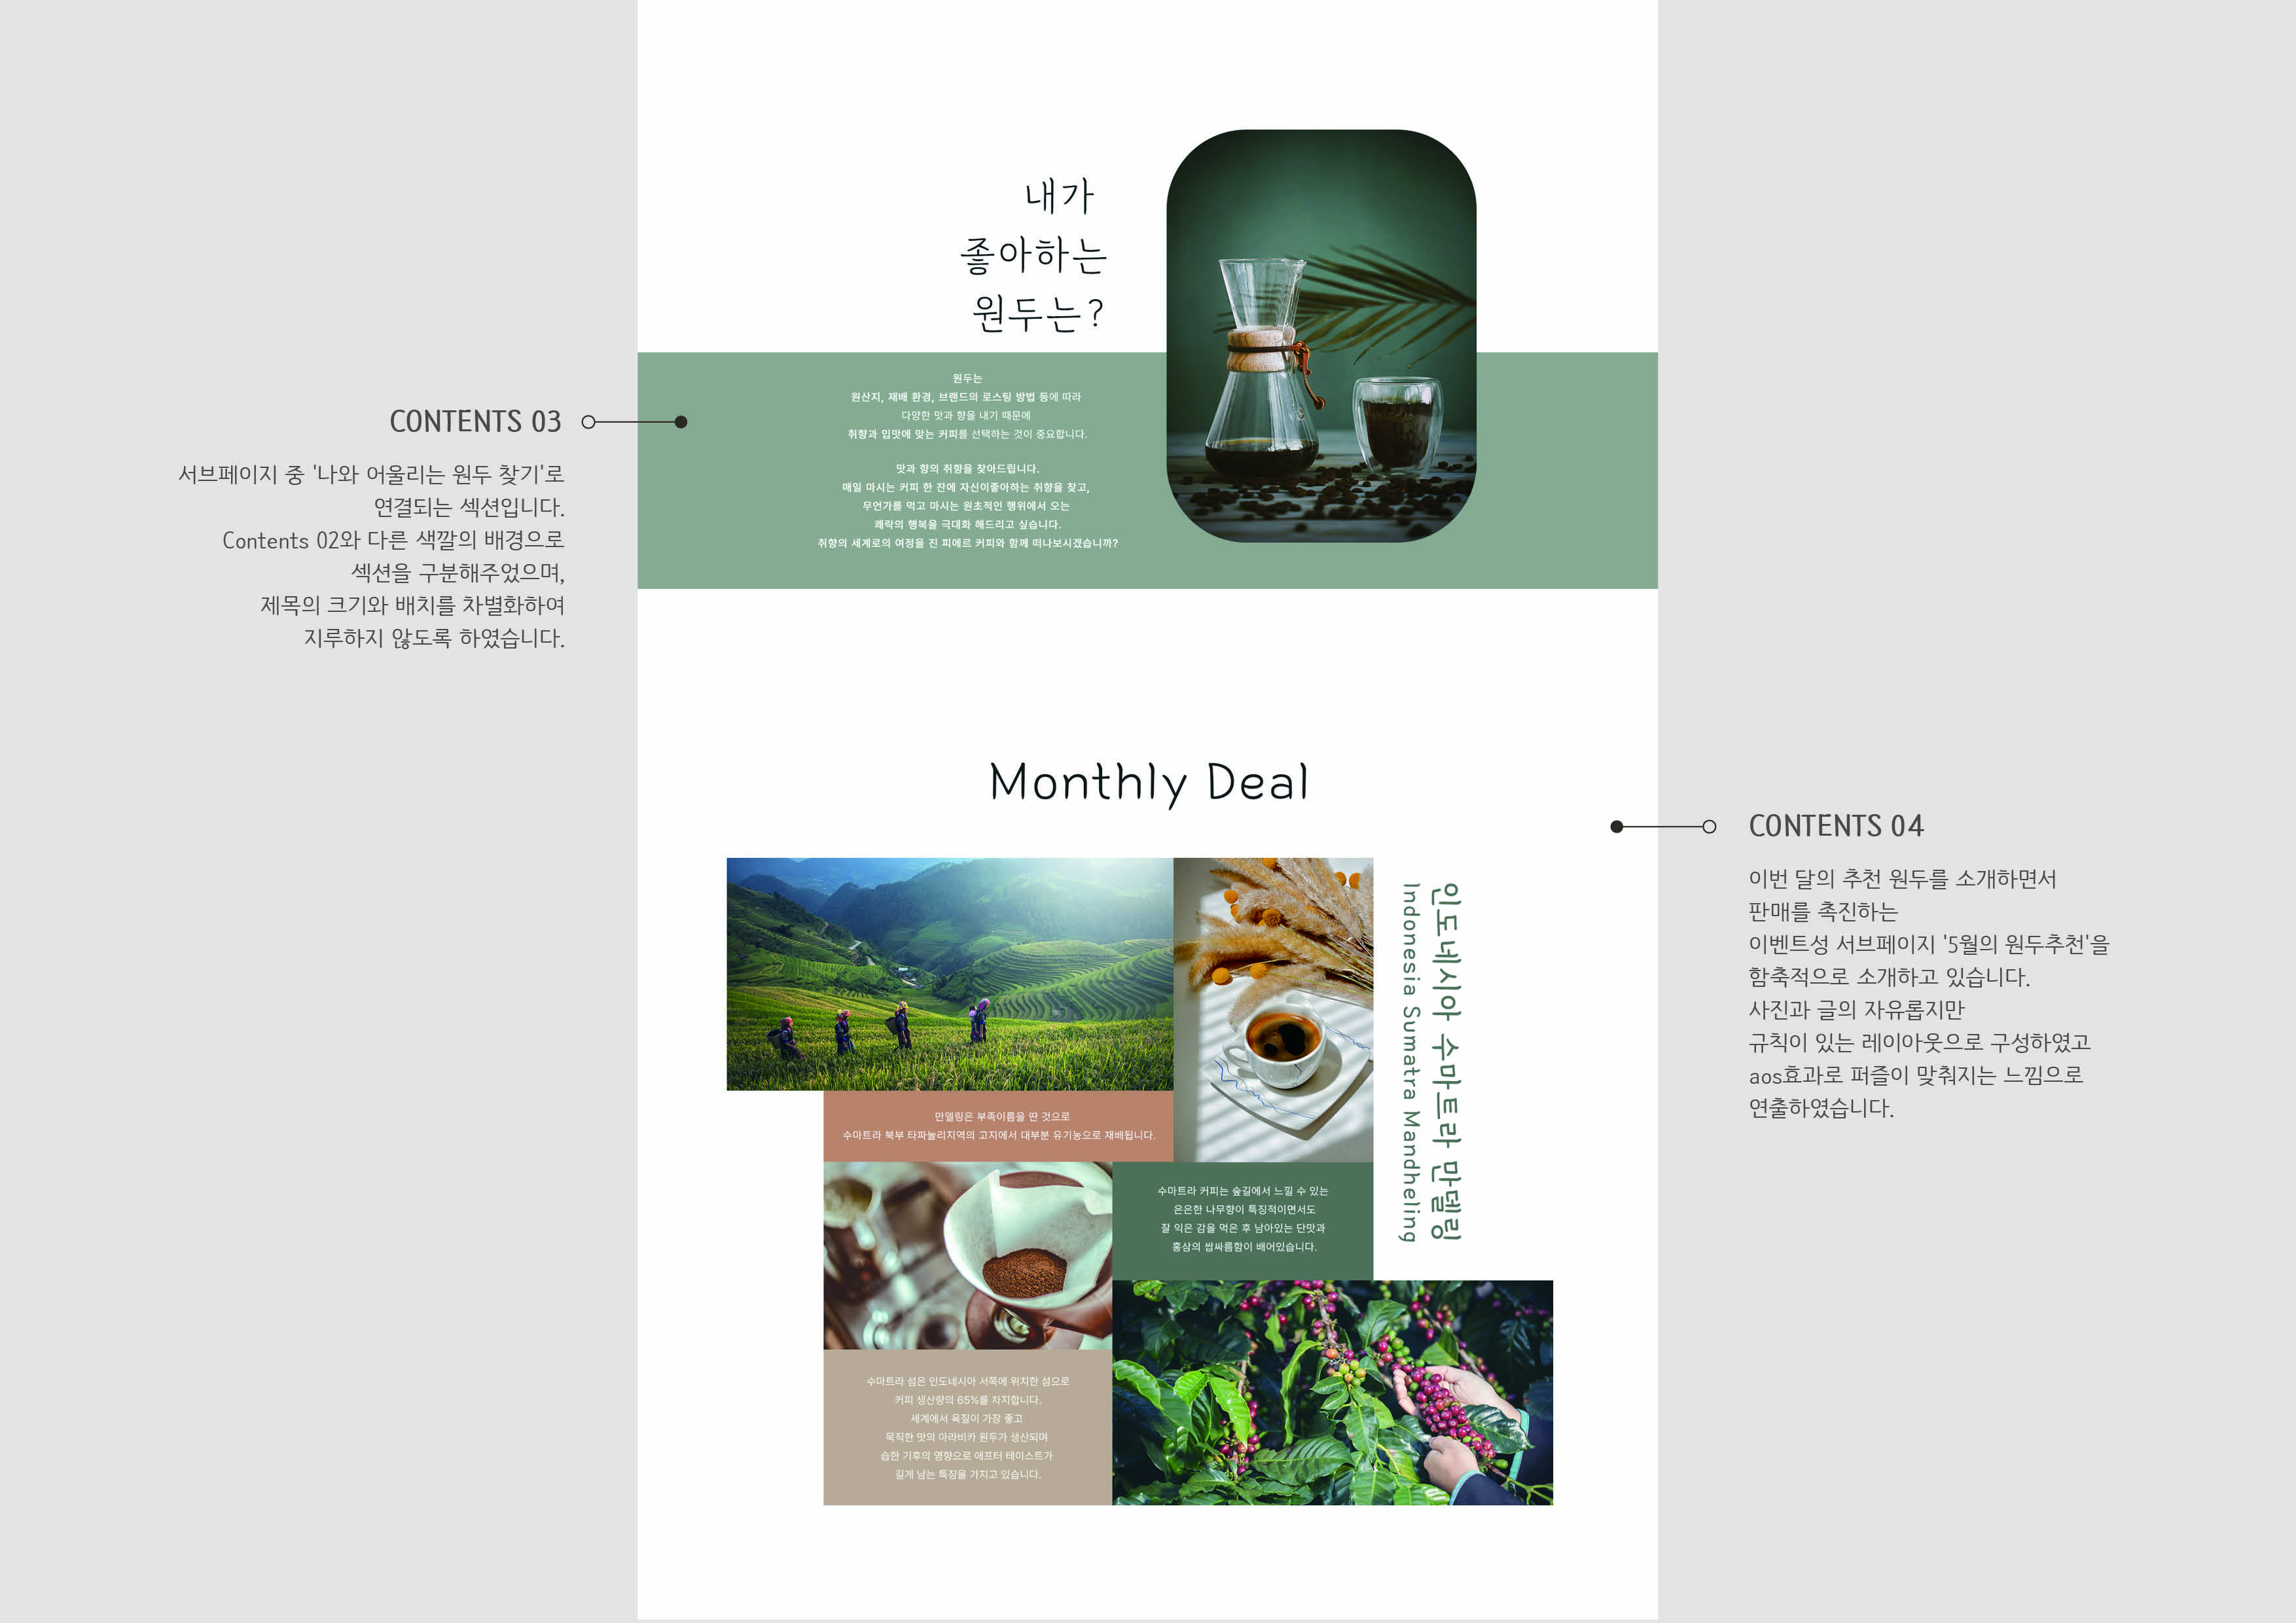 내가
좋아하는
원두는?
원두는
원산지, 재배 환경, 브랜드의 로스팅 방법 등에 따라
다양한 맛과 향을 내기 때문에
취향과 입맛에 맞는 커피를 선택하는 것이 중요합니다.
맛과 향의 취향을 찾아드립니다.
매일 마시는 커피 한 잔에 자신이좋아하는 취향을 찾고,
무언가를 먹고 마시는 원초적인 행위에서 오는
쾌락의 행복을 극대화 해드리고 싶습니다.
취향의 세계로의 여정을 진 피에르 커피와 함께 떠나보시겠습니까?
CONTENTS 03
서브페이지 중 '나와 어울리는 원두 찾기'로
연결되는 섹션입니다.
Contents 02와 다른 색깔의 배경으로
섹션을 구분해주었으며,
제목의 크기와 배치를 차별화하여
지루하지 않도록 하였습니다.
Monthly Deal
인도네시아 수마트라 만델링
Indonesia Sumatra Mandheling
만델링은 부족이름을 딴 것으로
수마트라 북부 타파눌리지역의 고지에서 대부분 유기농으로 재배됩니다.
수마트라 커피는 숲길에서 느낄 수 있는
은은한 나무향이 특징적이면서도
잘 익은 감을 먹은 후 남아있는 단맛과
홍삼의 쌉싸름함이 배어있습니다.
수마트라 섬은 인도네시아 서쪽에 위치한 섬으로
커피 생산량의 65%를 차지합니다.
세계에서 육질이 가장 좋고
묵직한 맛의 아라비카 원두가 생산되며
습한 기후의 영향으로 애프터 테이스트가
길게 남는 특징을 가지고 있습니다.
CONTENTS 04
이번 달의 추천 원두를 소개하면서
판매를 촉진하는
이벤트성 서브페이지 '5월의 원두추천'을
함축적으로 소개하고 있습니다.
사진과 글의 자유롭지만
규칙이 있는 레이아웃으로 구성하였고
aos효과로 퍼즐이 맞춰지는 느낌으로
연출하였습니다.